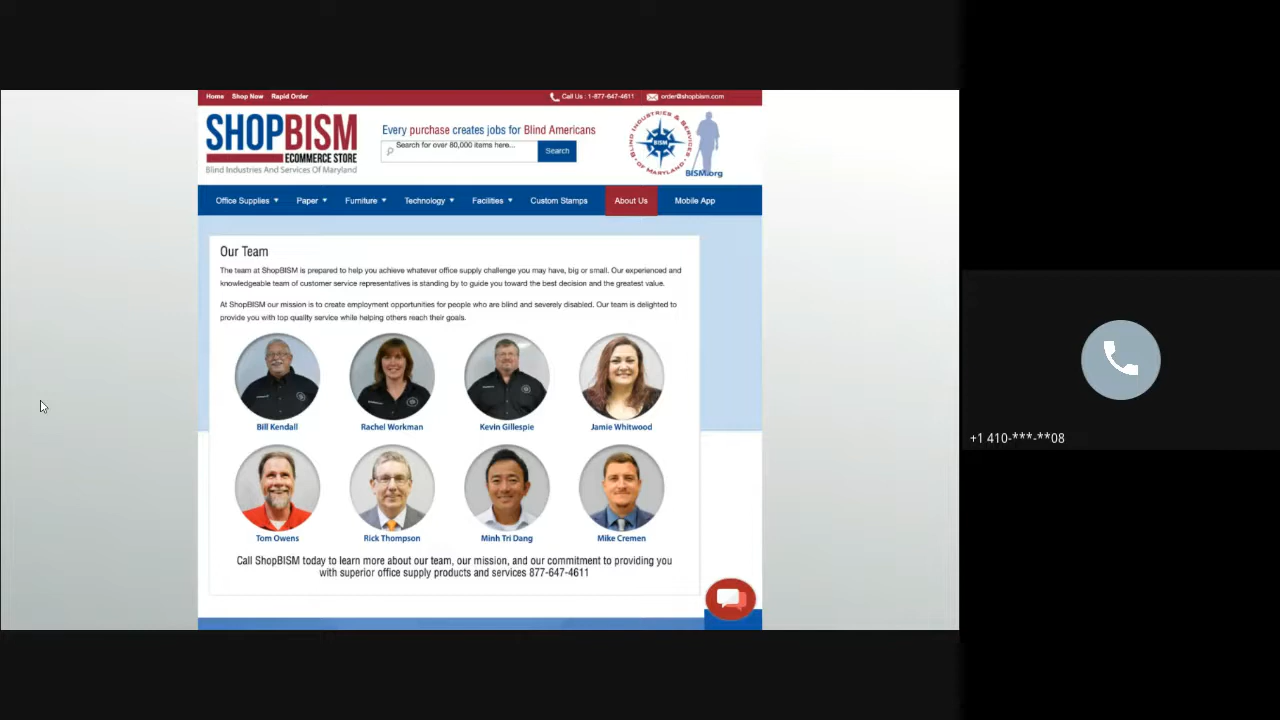 Home Shop Now Rapid Order Call Us : 1-877-647-4611 order@shopbism.com
SHOPBISM
ECOMMERCE STORE
Blind Industries And Services Of Maryland
Every purchase creates jobs for Blind Americans
Search for over 80,000 items here... Search
BLIND INDUSTRIES & SERVICES OF MARYLAND
BISM
BISM.org
Office Supplies Paper Furniture Technology Facilities Custom Stamps About Us Mobile App
Our Team
The team at ShopBISM is prepared to help you achieve whatever office supply challenge you may have, big or small. Our experienced and
knowledgeable team of customer service representatives is standing by to guide you toward the best decision and the greatest value.
At ShopBISM our mission is to create employment opportunities for people who are blind and severely disabled. Our team is delighted to
provide you with top quality service while helping others reach their goals.
Bill Kendall Rachel Workman Kevin Gillespie Jamie Whitwood
Tom Owens Rick Thompson Minh Tri Dang Mike Cremen
Call ShopBISM today to learn more about our team, our mission, and our commitment to providing you
with superior office supply products and services 877-647-4611
+1 410-***-**08